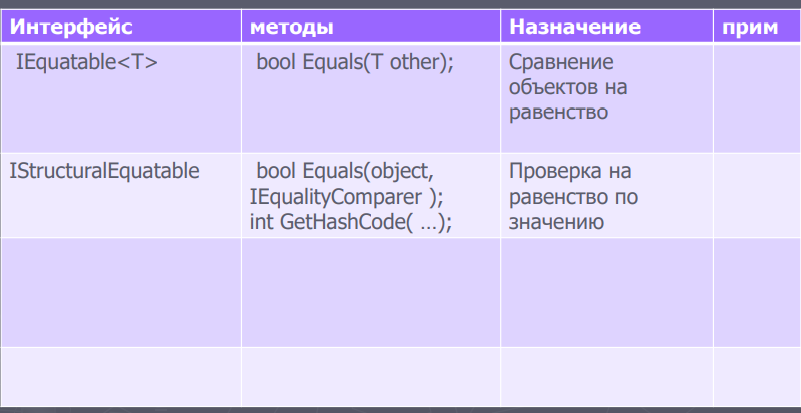 Интерфейс методы Назначение прим
IEquatable<T> bool Equals(T other); Сравнение
объектов на
равенство
IStructuralEquatable bool Equals(object, Проверка на
IEqualityComparer ); равенство по
int GetHashCode( …); значению